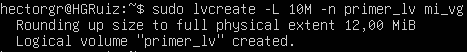 hectorgr@HGRuiz:~$ sudo lvcreate -L 10M -n primer_lv mi_vg
  Rounding up size to full physical extent 12,00 MiB
  Logical volume "primer_lv" created.